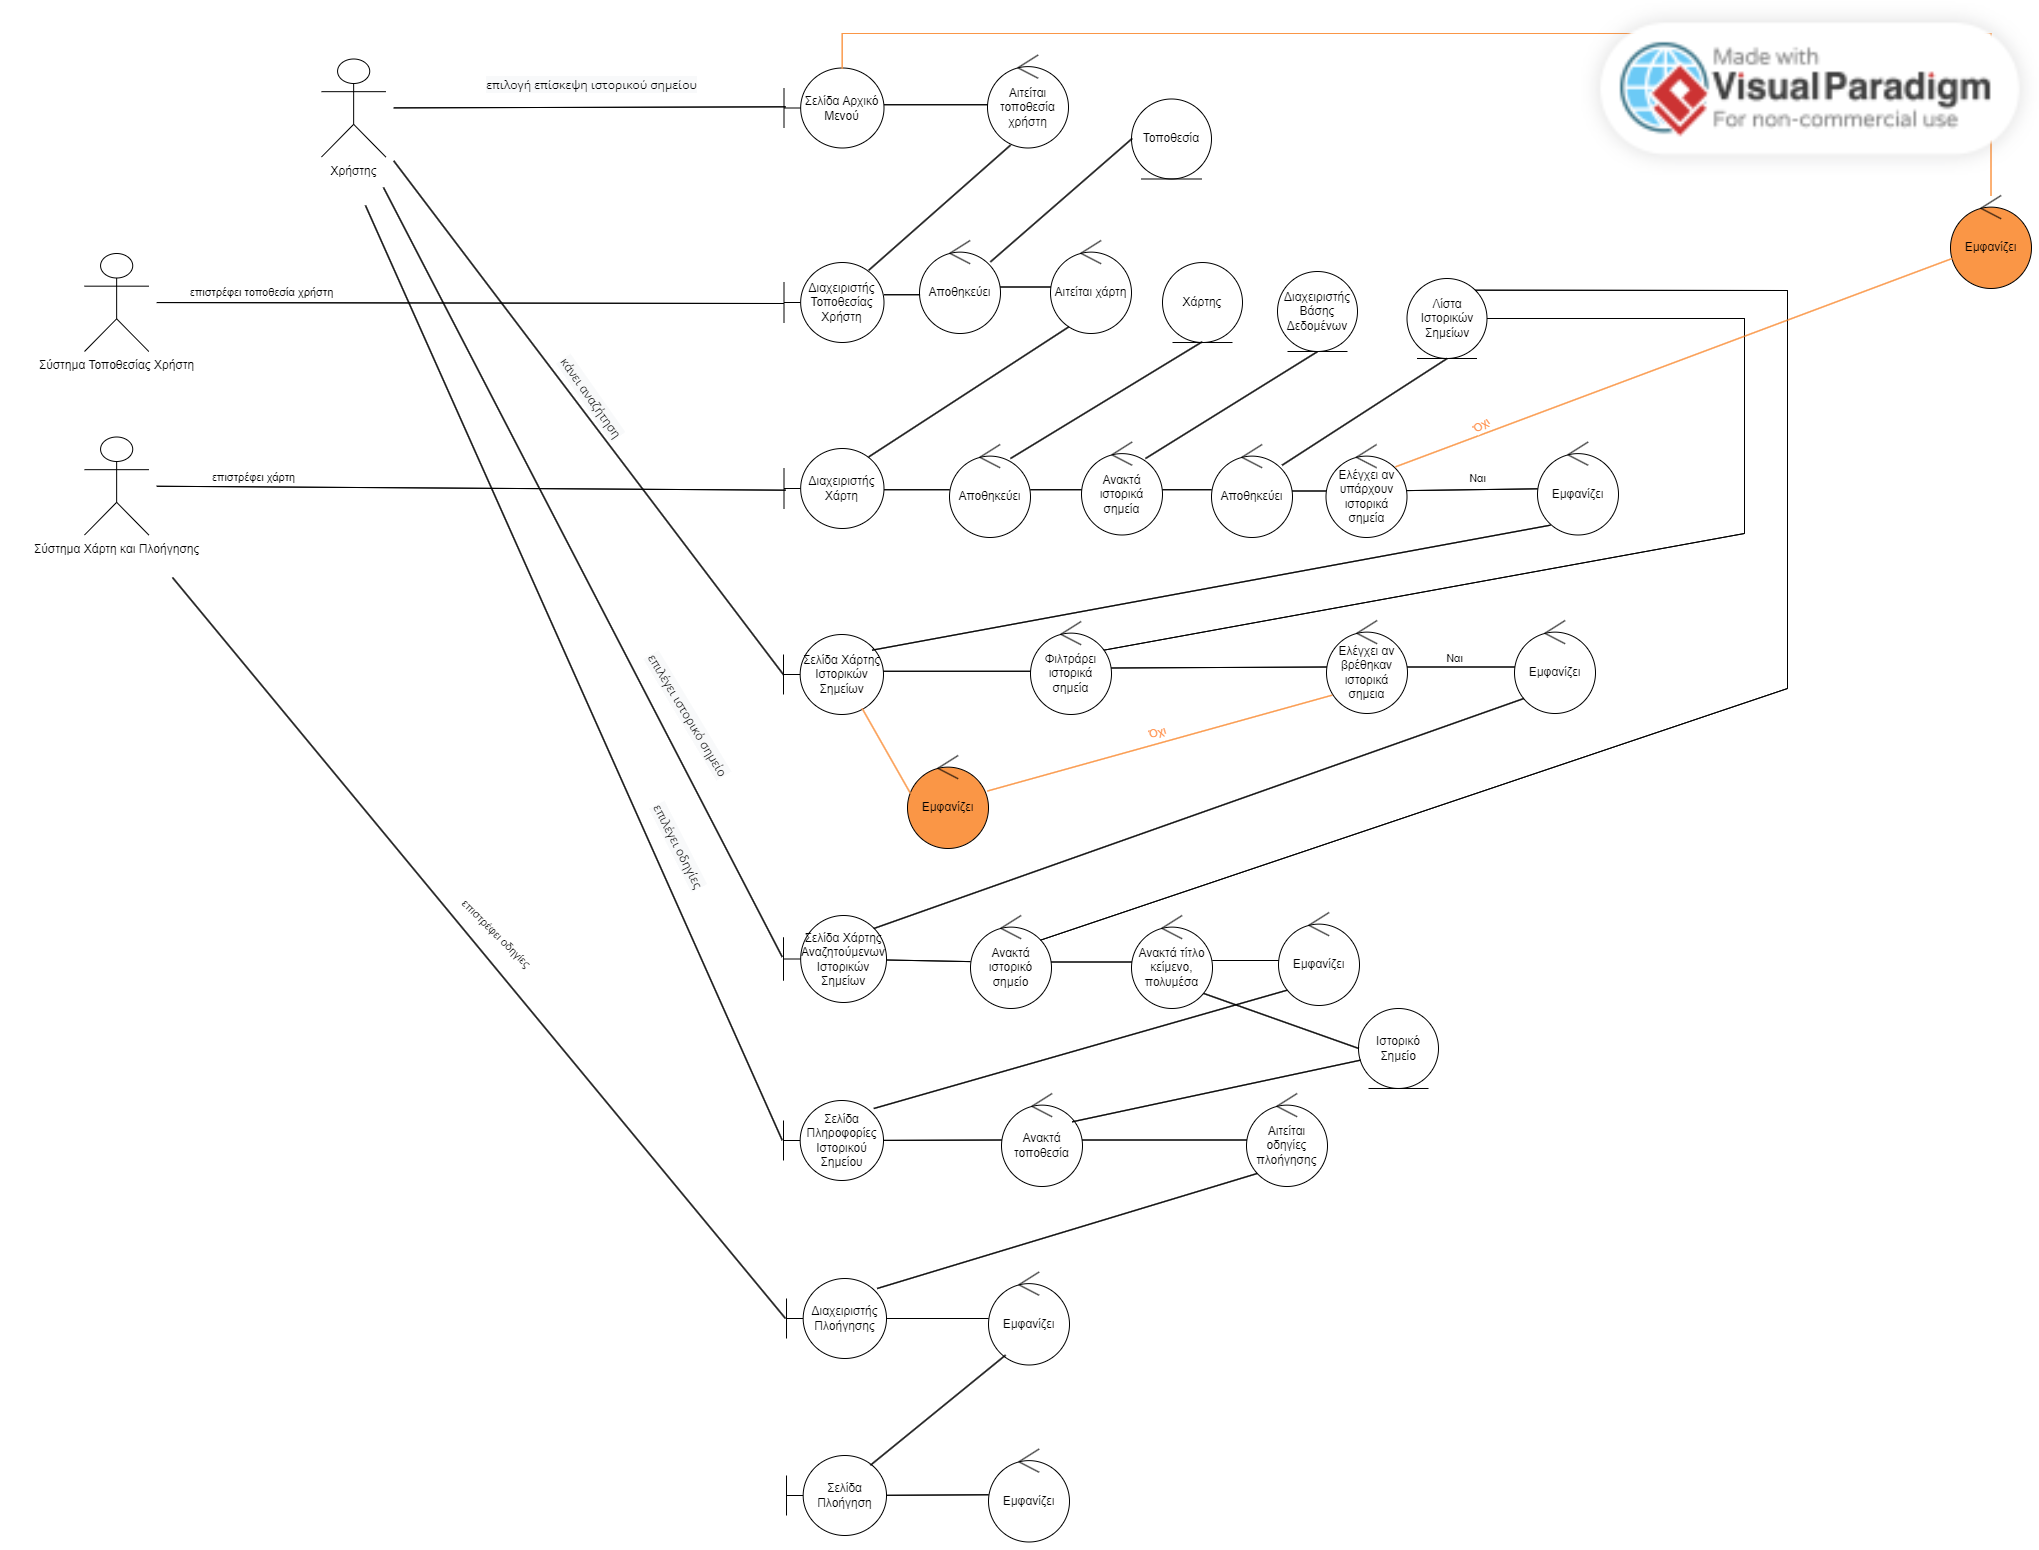 Made with
Visual Paradigm
For non-commercial use
επιλογή επίσκεψη ιστορικού σημείου
Σελίδα Αρχικό
Μενού
Αιτείται
τοποθεσία
χρήστη
Τοποθεσία
Χρήστης
Εμφανίζει
επιστρέφει τοποθεσία χρήστη
Διαχειριστής
Τοποθεσίας
Χρήστη
Αποθηκεύει
Αιτείται χάρτη
Χάρτης
Διαχειριστής
Βάσης
Δεδομένων
Λίστα
Ιστορικών
Σημείων
Σύστημα Τοποθεσίας Χρήστη
κάνει αναζήτηση
Όχι
επιστρέφει χάρτη
Διαχειριστής
Χάρτη
Αποθηκεύει
Ανακτά
ιστορικά
σημεία
Αποθηκεύει
Ελέγχει αν
υπάρχουν
ιστορικά
σημεία
Ναι
Εμφανίζει
Σύστημα Χάρτη και Πλοήγησης
Σελίδα Χάρτης
Ιστορικών
Σημείων
Φιλτράρει
ιστορικά
σημεία
Ελέγχει αν
βρέθηκαν
ιστορικά
σημεια
Ναι
Εμφανίζει
επιλέγει ιστορικό σημείο
Όχι
Εμφανίζει
επιλέγει οδηγίες
επιστρέφει οδηγίες
Σελίδα Χάρτης
Αναζητούμενων
Ιστορικών
Σημείων
Ανακτά
ιστορικό
σημείο
Ανακτά τίτλο
κείμενο,
πολυμέσα
Εμφανίζει
Ιστορικό
Σημείο
Σελίδα
Πληροφορίες
Ιστορικού
Σημείου
Ανακτά
τοποθεσία
Αιτείται
οδηγίες
πλοήγησης
Διαχειριστής
Πλοήγησης
Εμφανίζει
Σελίδα
Πλοήγηση
Εμφανίζει